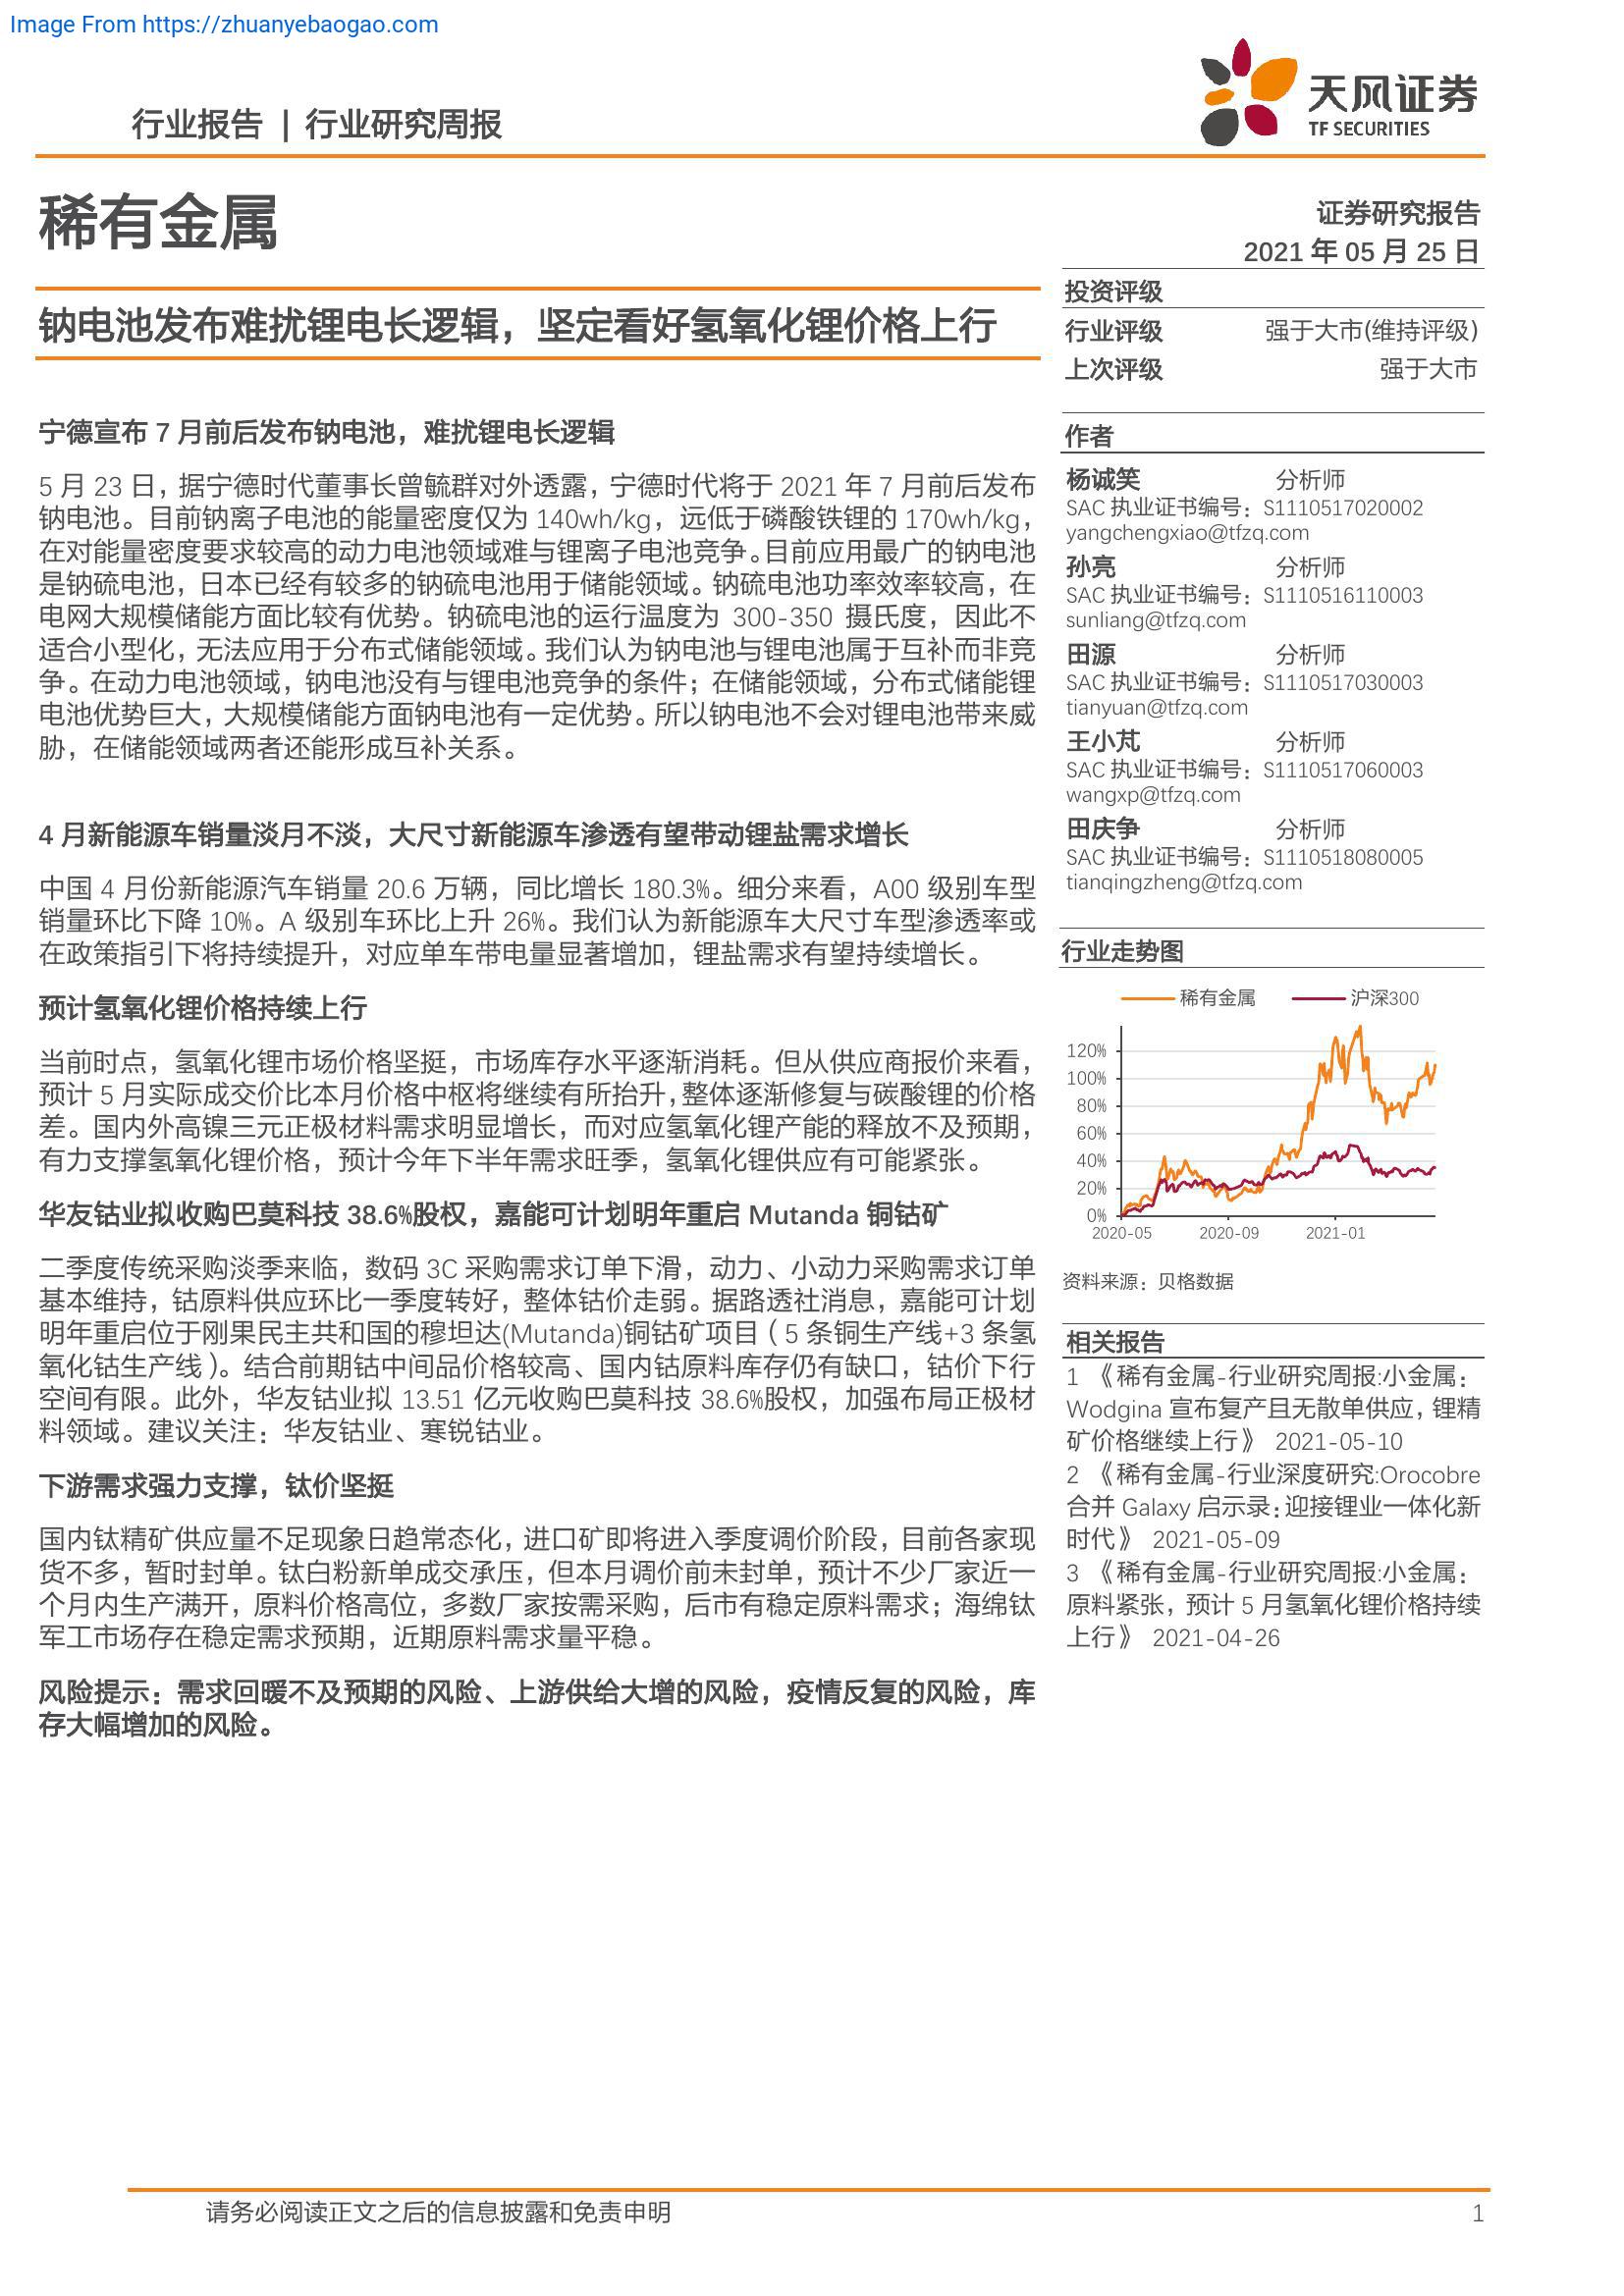 Image From https://zhuanyebaogao.com
天风证券
TF SECURITIES
行业报告 | 行业研究周报
稀有金属
证券研究报告
2021 年 05 月 25 日
钠电池发布难扰锂电长逻辑，坚定看好氢氧化锂价格上行
宁德宣布 7 月前后发布钠电池，难扰锂电长逻辑
5 月 23 日，据宁德时代董事长曾毓群对外透露，宁德时代将于 2021 年 7 月前后发布
钠电池。目前钠离子电池的能量密度仅为 140wh/kg，远低于磷酸铁锂的 170wh/kg，
在对能量密度要求较高的动力电池领域难与锂离子电池竞争。目前应用最广的钠电池
是钠硫电池，日本已经有较多的钠硫电池用于储能领域。钠硫电池功率效率较高，在
电网大规模储能方面比较有优势。钠硫电池的运行温度为 300-350 摄氏度，因此不
适合小型化，无法应用于分布式储能领域。我们认为钠电池与锂电池属于互补而非竞
争。在动力电池领域，钠电池没有与锂电池竞争的条件；在储能领域，分布式储能锂
电池优势巨大，大规模储能方面钠电池有一定优势。所以钠电池不会对锂电池带来威
胁，在储能领域两者还能形成互补关系。
4 月新能源车销量淡月不淡，大尺寸新能源车渗透有望带动锂盐需求增长
中国 4 月份新能源汽车销量 20.6 万辆，同比增长 180.3%。细分来看，A00 级别车型
销量环比下降 10%。A 级别车环比上升 26%。我们认为新能源车大尺寸车型渗透率或
在政策指引下将持续提升，对应单车带电量显著增加，锂盐需求有望持续增长。
预计氢氧化锂价格持续上行
当前时点，氢氧化锂市场价格坚挺，市场库存水平逐渐消耗。但从供应商报价来看，
预计 5 月实际成交价比本月价格中枢将继续有所抬升，整体逐渐修复与碳酸锂的价格
差。国内外高镍三元正极材料需求明显增长，而对应氢氧化锂产能的释放不及预期，
有力支撑氢氧化锂价格，预计今年下半年需求旺季，氢氧化锂供应有可能紧张。
华友钴业拟收购巴莫科技 38.6%股权，嘉能可计划明年重启 Mutanda 铜钴矿
二季度传统采购淡季来临，数码 3C 采购需求订单下滑，动力、小动力采购需求订单
基本维持，钴原料供应环比一季度转好，整体钴价走弱。据路透社消息，嘉能可计划
明年重启位于刚果民主共和国的穆坦达(Mutanda)铜钴矿项目（5 条铜生产线+3 条氢
氧化钴生产线）。结合前期钴中间品价格较高、国内钴原料库存仍有缺口，钴价下行
空间有限。此外，华友钴业拟 13.51 亿元收购巴莫科技 38.6%股权，加强布局正极材
料领域。建议关注：华友钴业、寒锐钴业。
下游需求强力支撑，钛价坚挺
国内钛精矿供应量不足现象日趋常态化，进口矿即将进入季度调价阶段，目前各家现
货不多，暂时封单。钛白粉新单成交承压，但本月调价前未封单，预计不少厂家近一
个月内生产满开，原料价格高位，多数厂家按需采购，后市有稳定原料需求；海绵钛
军工市场存在稳定需求预期，近期原料需求量平稳。
风险提示：需求回暖不及预期的风险、上游供给大增的风险，疫情反复的风险，库
存大幅增加的风险。
投资评级
行业评级 强于大市(维持评级)
上次评级 强于大市
作者
杨诚笑 分析师
SAC 执业证书编号：S1110517020002
yangchengxiao@tfzq.com
孙亮 分析师
SAC 执业证书编号：S1110516110003
sunliang@tfzq.com
田源 分析师
SAC 执业证书编号：S1110517030003
tianyuan@tfzq.com
王小芃 分析师
SAC 执业证书编号：S1110517060003
wangxp@tfzq.com
田庆争 分析师
SAC 执业证书编号：S1110518080005
tianqingzheng@tfzq.com
行业走势图
稀有金属 沪深300
120%
100%
80%
60%
40%
20%
0%
2020-05 2020-09 2021-01
资料来源：贝格数据
相关报告
1 《稀有金属-行业研究周报:小金属：
Wodgina 宣布复产且无散单供应，锂精
矿价格继续上行》 2021-05-10
2 《稀有金属-行业深度研究:Orocobre
合并 Galaxy 启示录：迎接锂业一体化新
时代》 2021-05-09
3 《稀有金属-行业研究周报:小金属：
原料紧张，预计 5 月氢氧化锂价格持续
上行》 2021-04-26
请务必阅读正文之后的信息披露和免责申明 1